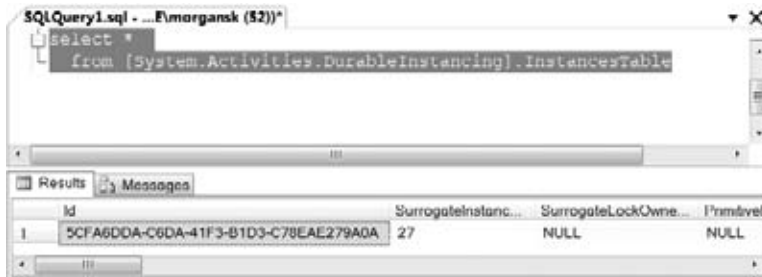 SQLQuery1.sql - ...E\morgansk (52))*
select *
from [System.Activities.DurableInstancing].InstancesTable
Results Messages
Id SurrogateInstanc... SurrogateLockOwne... Primitivel
1 5CFA6DDA-C6DA-41F3-B1D3-C78EAE279A0A 27 NULL NULL